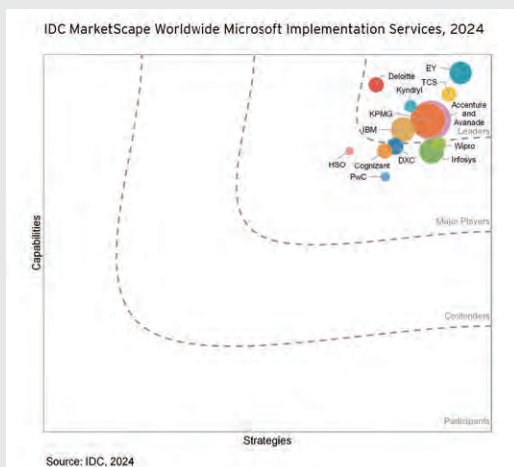 IDC MarketScape Worldwide Microsoft Implementation Services, 2024
EY
Deloitte
TCS
Kyndryl
Accenture
and
Avanade
KPMG
IBM
Leaders
Wipro
HSO
Cognizant
DXC
Infosys
PwC
Major Players
Contenders
Participants
Capabilities
Strategies
Source: IDC, 2024